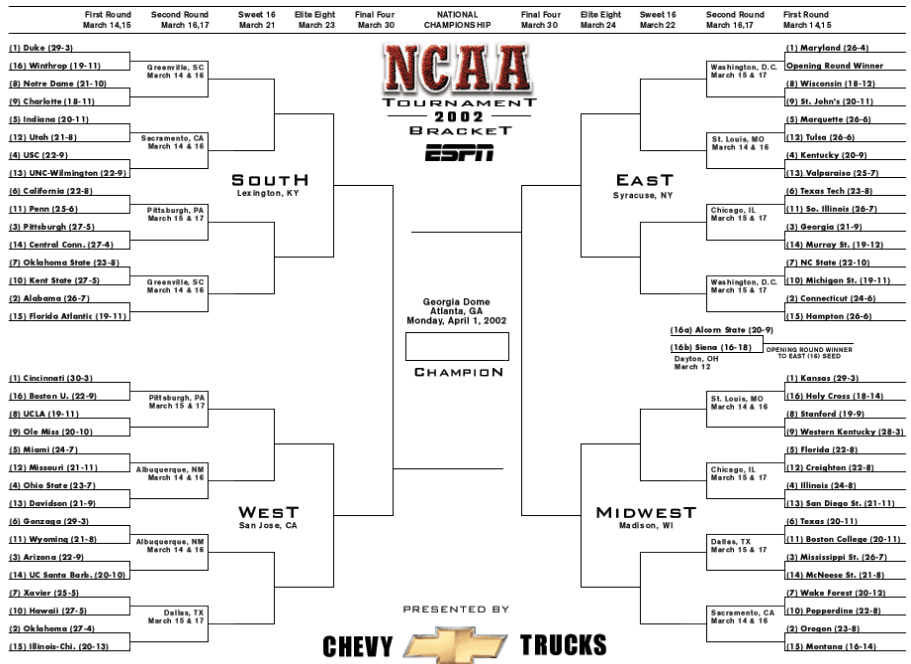 First Round
March 14,15
Second Round
March 16,17
Sweet 16
March 21
Elite Eight
March 23
Final Four
March 30
NATIONAL
CHAMPIONSHIP
Final Four
March 30
Elite Eight
March 24
Sweet 16
March 22
Second Round
March 16,17
First Round
March 14,15
NCAA
TOURNAMENT
2002
BRACKET
ESPN
(1) Duke (29-3)
(16) Winthrop (19-11)
(8) Notre Dame (21-10)
(9) Charlotte (18-11)
(5) Indiana (20-11)
(12) Utah (21-8)
(4) USC (22-9)
(13) UNC-Wilmington (22-9)
(6) California (22-8)
(11) Penn (25-6)
(3) Pittsburgh (27-5)
(14) Central Conn. (27-4)
(7) Oklahoma State (23-8)
(10) Kent State (27-5)
(2) Alabama (26-7)
(15) Florida Atlantic (19-11)
Greenville, SC
March 14 & 16
Sacramento, CA
March 14 & 16
Pittsburgh, PA
March 15 & 17
Greenville, SC
March 14 & 16
SOUTH
Lexington, KY
(1) Cincinnati (30-3)
(16) Boston U. (22-9)
(8) UCLA (19-11)
(9) Ole Miss (20-10)
(5) Miami (24-7)
(12) Missouri (21-11)
(4) Ohio State (23-7)
(13) Davidson (21-9)
(6) Gonzaga (29-3)
(11) Wyoming (21-8)
(3) Arizona (22-9)
(14) UC Santa Barb. (20-10)
(7) Xavier (25-5)
(10) Hawaii (27-5)
(2) Oklahoma (27-4)
(15) Illinois-Chi. (20-13)
Pittsburgh, PA
March 15 & 17
Albuquerque, NM
March 14 & 16
Albuquerque, NM
March 14 & 16
Dallas, TX
March 15 & 17
WEST
San Jose, CA
Georgia Dome
Atlanta, GA
Monday, April 1, 2002
CHAMPION
(1) Maryland (26-4)
Opening Round Winner
(8) Wisconsin (18-12)
(9) St. John's (20-11)
(5) Marquette (26-6)
(12) Tulsa (26-6)
(4) Kentucky (20-9)
(13) Valparaiso (25-7)
(6) Texas Tech (23-8)
(11) So. Illinois (26-7)
(3) Georgia (21-9)
(14) Murray St. (19-12)
(7) NC State (22-10)
(10) Michigan St. (19-11)
(2) Connecticut (24-6)
(15) Hampton (26-6)
Washington, D.C.
March 15 & 17
St. Louis, MO
March 14 & 16
Chicago, IL
March 15 & 17
Washington, D.C.
March 15 & 17
EAST
Syracuse, NY
(16a) Alcorn State (20-9)
(16b) Siena (16-18)
Dayton, OH
March 12
OPENING ROUND WINNER
TO EAST (16) SEED
(1) Kansas (29-3)
(16) Holy Cross (18-14)
(8) Stanford (19-9)
(9) Western Kentucky (28-3)
(5) Florida (22-8)
(12) Creighton (22-8)
(4) Illinois (24-8)
(13) San Diego St. (21-11)
(6) Texas (20-11)
(11) Boston College (20-11)
(3) Mississippi St. (26-7)
(14) McNeese St. (21-8)
(7) Wake Forest (20-12)
(10) Pepperdine (22-8)
(2) Oregon (23-8)
(15) Montana (16-14)
St. Louis, MO
March 14 & 16
Chicago, IL
March 15 & 17
Dallas, TX
March 15 & 17
Sacramento, CA
March 14 & 16
MIDWEST
Madison, WI
PRESENTED BY
CHEVY TRUCKS